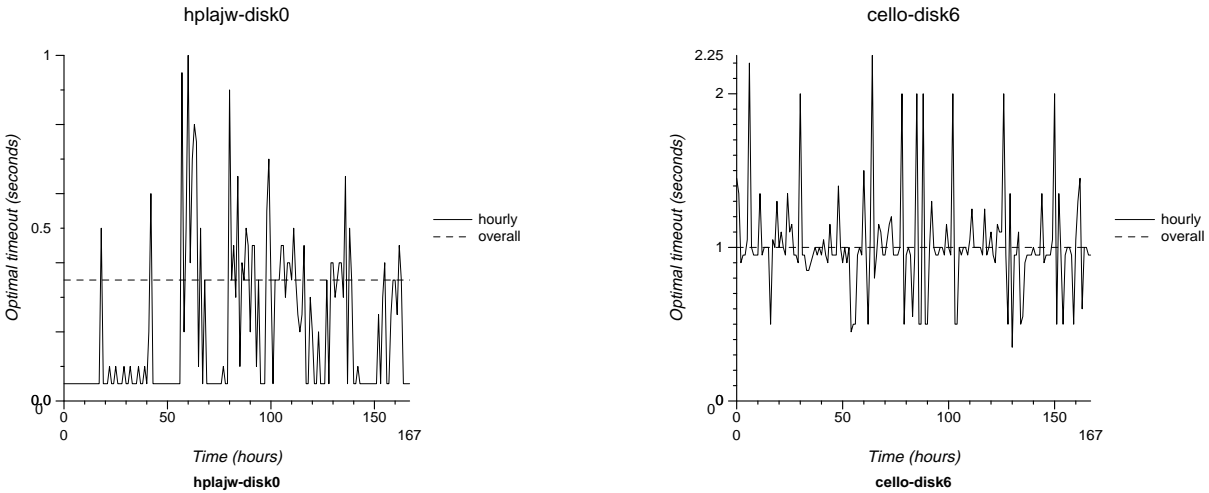 hplajw-disk0
1
0.5
0.0
0
0 50 100 150
0 167
Optimal timeout (seconds)
Time (hours)
hourly
overall
hplajw-disk0
cello-disk6
2.25
2
1
0
0
0 50 100 150
0 167
Optimal timeout (seconds)
Time (hours)
hourly
overall
cello-disk6